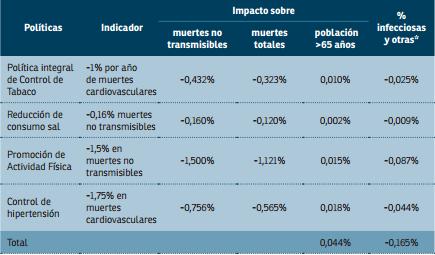 Políticas Indicador Impacto sobre % infecciosas y otras*
muertes no transmisibles muertes totales población >65 años
Política integral de Control de Tabaco -1% por año de muertes cardiovasculares -0,432% -0,323% 0,010% -0,025%
Reducción de consumo sal -0,16% muertes no transmisibles -0,160% -0,120% 0,002% -0,009%
Promoción de Actividad Física -1,5% en muertes no transmisibles -1,500% -1,121% 0,015% -0,087%
Control de hipertensión -1,75% en muertes cardiovasculares -0,756% -0,565% 0,018% -0,044%
Total 0,044% -0,165%